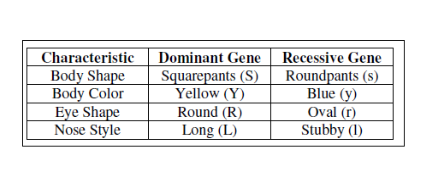 Characteristic Dominant Gene Recessive Gene
Body Shape Squarepants (S) Roundpants (s)
Body Color Yellow (Y) Blue (y)
Eye Shape Round (R) Oval (r)
Nose Style Long (L) Stubby (l)